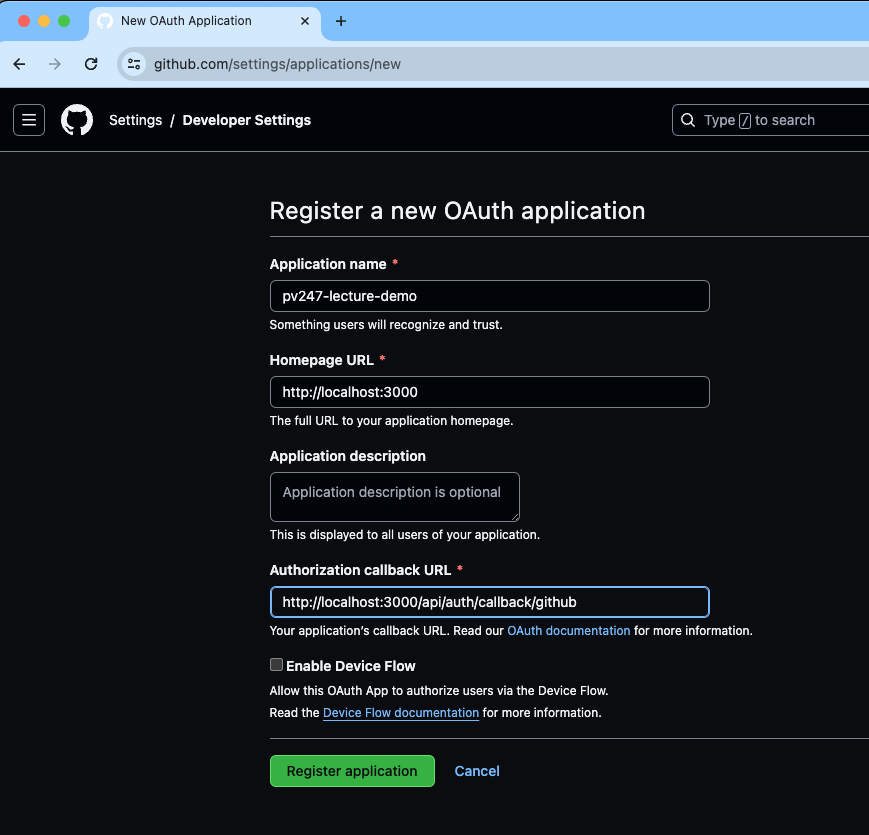 New OAuth Application
github.com/settings/applications/new
Settings / Developer Settings
Type / to search
Register a new OAuth application
Application name *
pv247-lecture-demo
Something users will recognize and trust.
Homepage URL *
http://localhost:3000
The full URL to your application homepage.
Application description
Application description is optional
This is displayed to all users of your application.
Authorization callback URL *
http://localhost:3000/api/auth/callback/github
Your application’s callback URL. Read our OAuth documentation for more information.
Enable Device Flow
Allow this OAuth App to authorize users via the Device Flow.
Read the Device Flow documentation for more information.
Register application Cancel